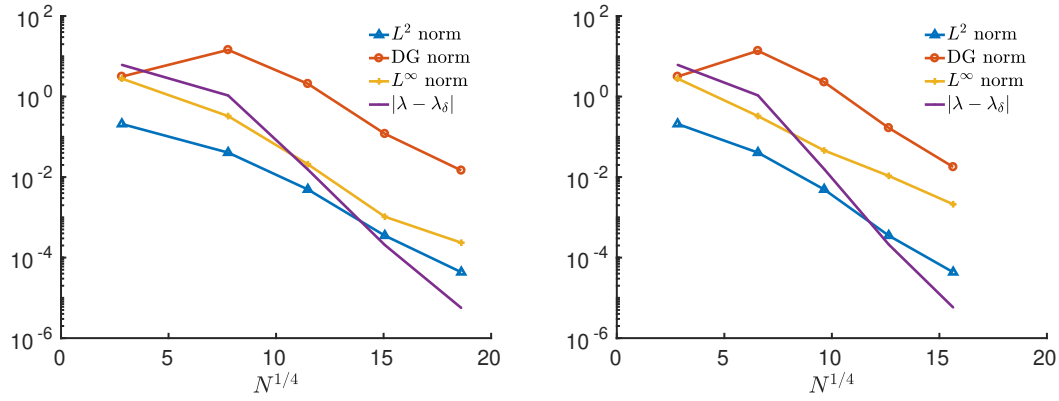 10^2
10^0
10^-2
10^-4
10^-6
0 5 10 15 20
N^1/4
L^2 norm
DG norm
L^∞ norm
|λ − λ_δ|
10^2
10^0
10^-2
10^-4
10^-6
0 5 10 15 20
N^1/4
L^2 norm
DG norm
L^∞ norm
|λ − λ_δ|